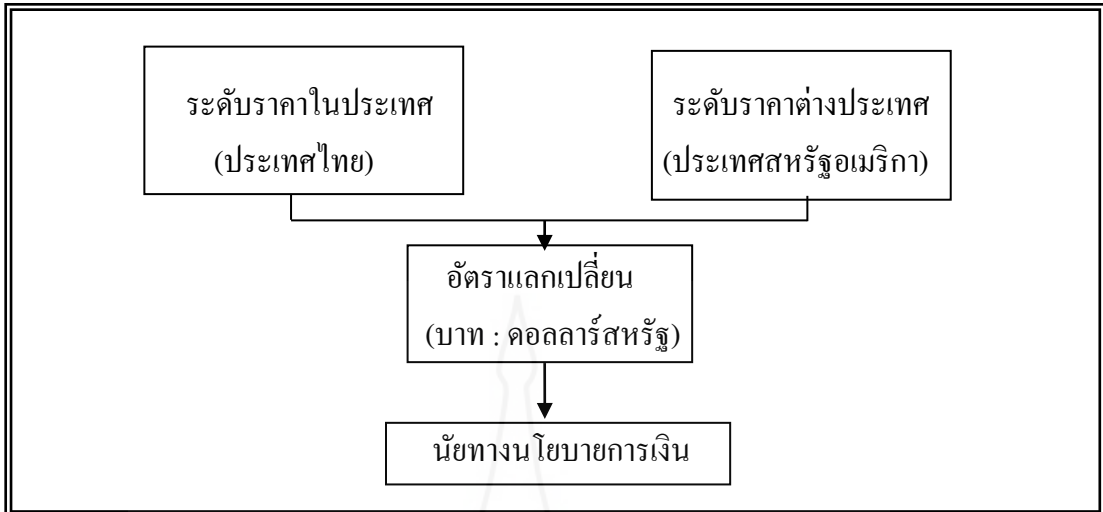 ระดับราคาในประเทศ
(ประเทศไทย)
ระดับราคาต่างประเทศ
(ประเทศสหรัฐอเมริกา)
อัตราแลกเปลี่ยน
(บาท : ดอลลาร์สหรัฐ)
นัยทางนโยบายการเงิน